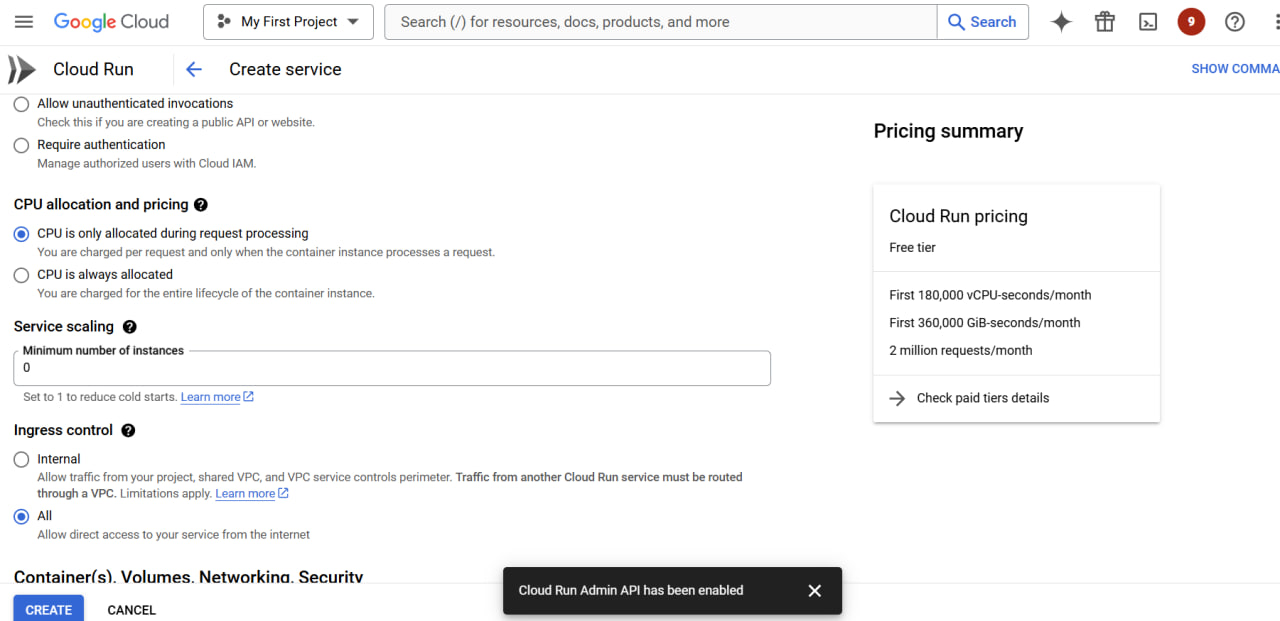 Google Cloud
My First Project
Search (/) for resources, docs, products, and more
Search
9
Cloud Run
Create service
SHOW COMMA
Allow unauthenticated invocations
Check this if you are creating a public API or website.
Require authentication
Manage authorized users with Cloud IAM.
CPU allocation and pricing
CPU is only allocated during request processing
You are charged per request and only when the container instance processes a request.
CPU is always allocated
You are charged for the entire lifecycle of the container instance.
Service scaling
Minimum number of instances
0
Set to 1 to reduce cold starts. Learn more
Ingress control
Internal
Allow traffic from your project, shared VPC, and VPC service controls perimeter. Traffic from another Cloud Run service must be routed
through a VPC. Limitations apply. Learn more
All
Allow direct access to your service from the internet
Container(s), Volumes, Networking, Security
CREATE
CANCEL
Pricing summary
Cloud Run pricing
Free tier
First 180,000 vCPU-seconds/month
First 360,000 GiB-seconds/month
2 million requests/month
Check paid tiers details
Cloud Run Admin API has been enabled